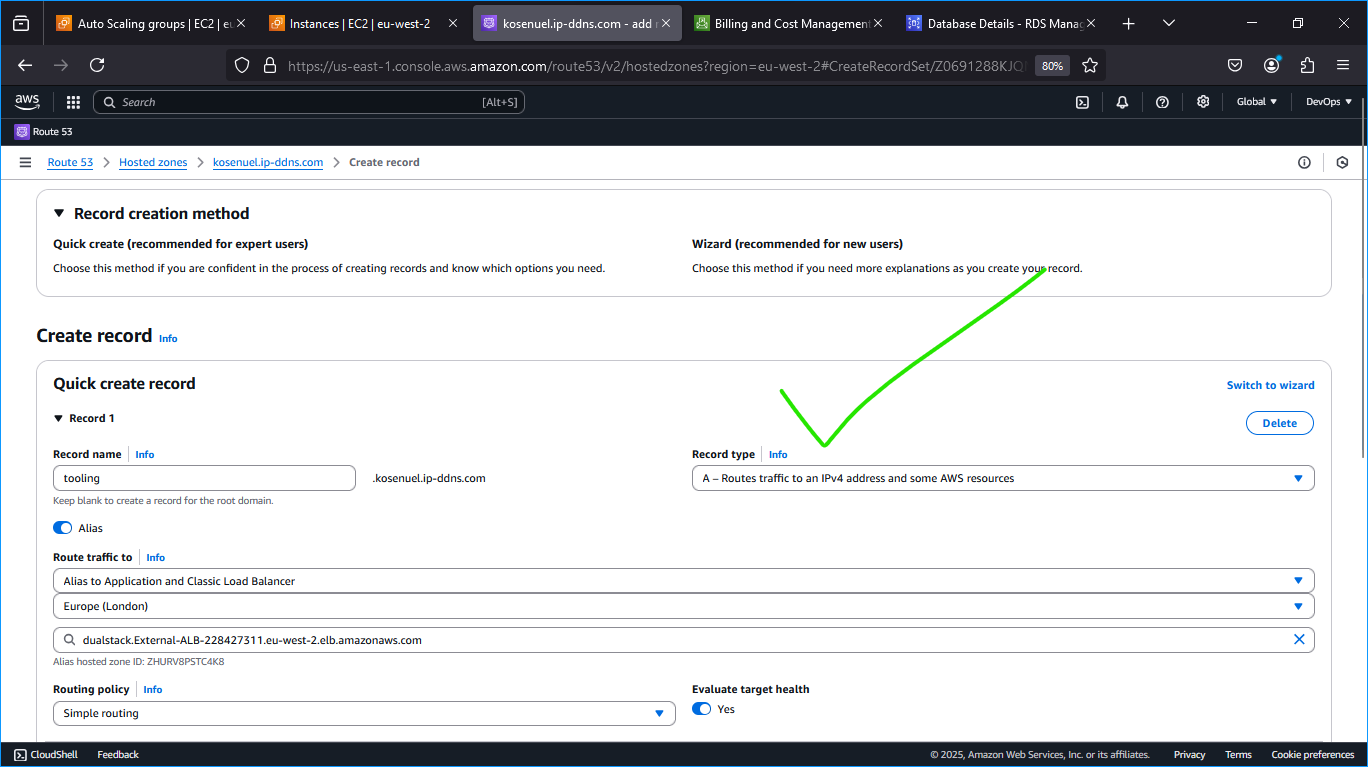 Auto Scaling groups | EC2 | eu
Instances | EC2 | eu-west-2
kosenuel.ip-ddns.com - add r
Billing and Cost Management
Database Details - RDS Manag
https://us-east-1.console.aws.amazon.com/route53/v2/hostedzones?region=eu-west-2#CreateRecordSet/Z0691288KJQ
80%
aws
Search
[Alt+S]
Global
DevOps
Route 53
Route 53 > Hosted zones > kosenuel.ip-ddns.com > Create record
Record creation method
Quick create (recommended for expert users)
Choose this method if you are confident in the process of creating records and know which options you need.
Wizard (recommended for new users)
Choose this method if you need more explanations as you create your record.
Create record Info
Quick create record
Switch to wizard
Record 1
Delete
Record name Info
tooling
.kosenuel.ip-ddns.com
Keep blank to create a record for the root domain.
Record type Info
A – Routes traffic to an IPv4 address and some AWS resources
Alias
Route traffic to Info
Alias to Application and Classic Load Balancer
Europe (London)
dualstack.External-ALB-228427311.eu-west-2.elb.amazonaws.com
Alias hosted zone ID: ZHURV8PSTC4K8
Routing policy Info
Simple routing
Evaluate target health
Yes
CloudShell
Feedback
© 2025, Amazon Web Services, Inc. or its affiliates.
Privacy
Terms
Cookie preferences